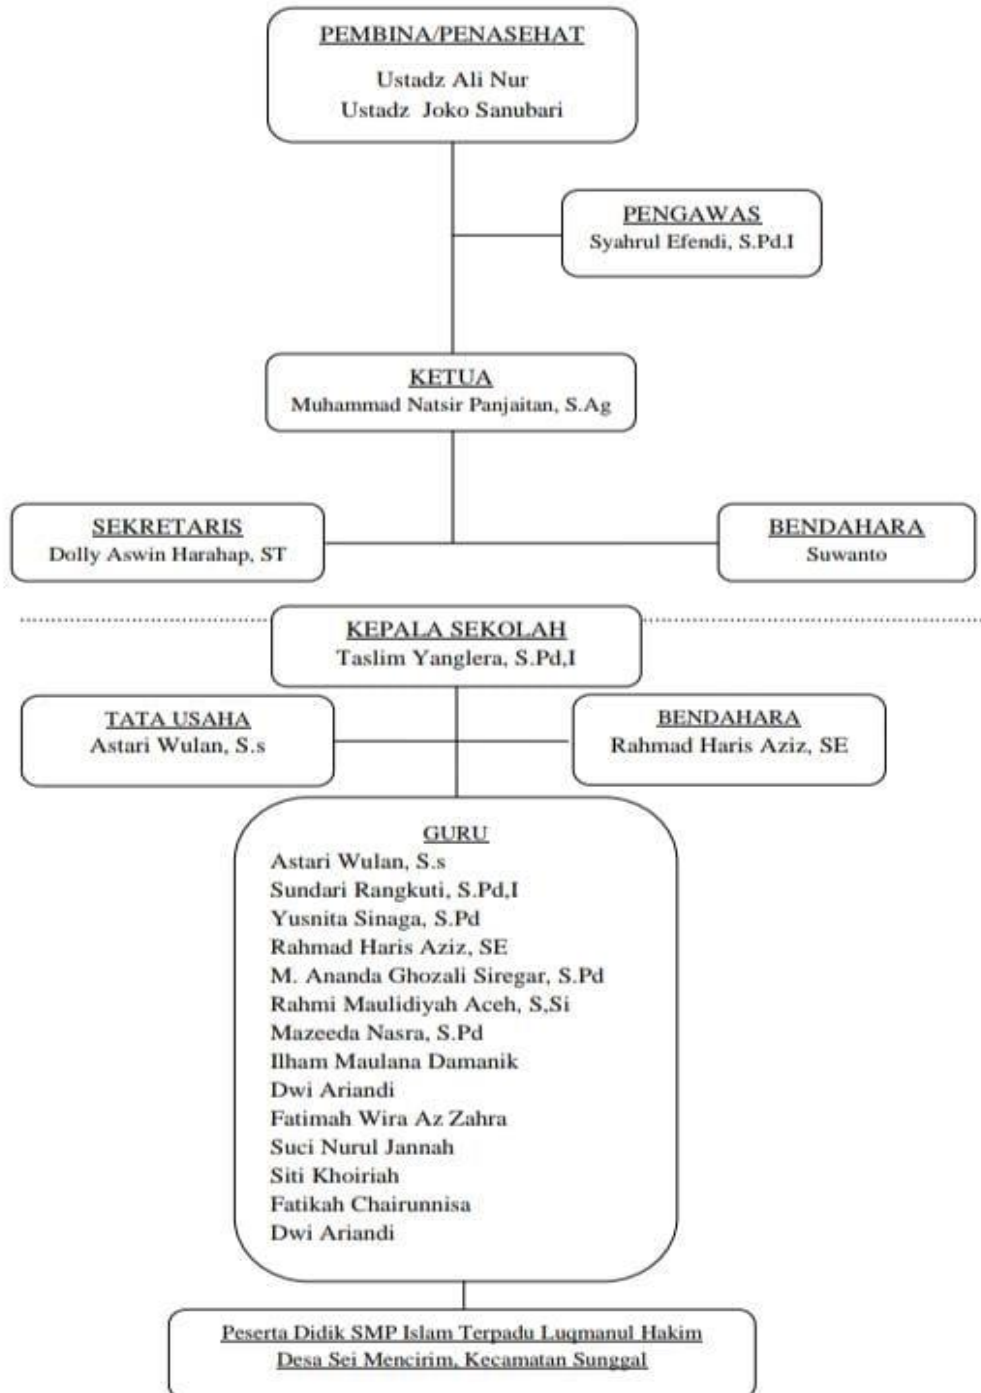 PEMBINA/PENASEHAT
Ustadz Ali Nur
Ustadz Joko Sanubari
PENGAWAS
Syahrul Efendi, S.Pd.I
KETUA
Muhammad Natsir Panjaitan, S.Ag
SEKRETARIS
Dolly Aswin Harahap, ST
BENDAHARA
Suwanto
KEPALA SEKOLAH
Taslim Yanglera, S.Pd,I
TATA USAHA
Astari Wulan, S.s
BENDAHARA
Rahmad Haris Aziz, SE
GURU
Astari Wulan, S.s
Sundari Rangkuti, S.Pd,I
Yusnita Sinaga, S.Pd
Rahmad Haris Aziz, SE
M. Ananda Ghozali Siregar, S.Pd
Rahmi Maulidiyah Aceh, S,Si
Mazeeda Nasra, S.Pd
Ilham Maulana Damanik
Dwi Ariandi
Fatimah Wira Az Zahra
Suci Nurul Jannah
Siti Khoiriah
Fatikah Chairunnisa
Dwi Ariandi
Peserta Didik SMP Islam Terpadu Luqmanul Hakim
Desa Sei Mencirim, Kecamatan Sunggal